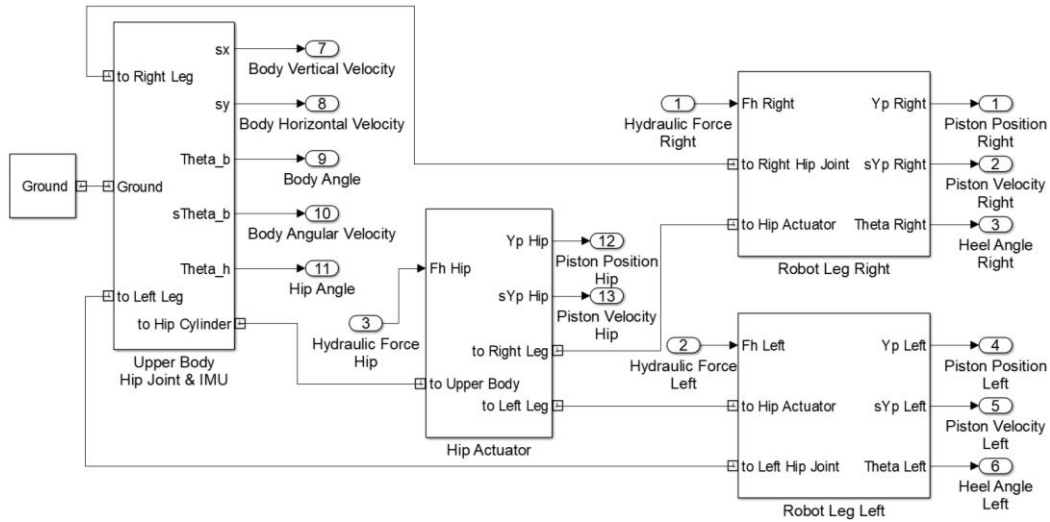 sx
7
Body Vertical Velocity
to Right Leg
sy
8
Body Horizontal Velocity
Theta_b
9
Body Angle
Ground
Ground
sTheta_b
10
Body Angular Velocity
Theta_h
11
Hip Angle
to Left Leg
to Hip Cylinder
Upper Body
Hip Joint & IMU
3
Hydraulic Force
Hip
Fh Hip
Yp Hip
12
Piston Position
Hip
sYp Hip
13
Piston Velocity
Hip
to Right Leg
to Upper Body
to Left Leg
Hip Actuator
1
Hydraulic Force
Right
Fh Right
Yp Right
1
Piston Position
Right
to Right Hip Joint
sYp Right
2
Piston Velocity
Right
to Hip Actuator
Theta Right
3
Heel Angle
Right
Robot Leg Right
2
Hydraulic Force
Left
Fh Left
Yp Left
4
Piston Position
Left
to Hip Actuator
sYp Left
5
Piston Velocity
Left
to Left Hip Joint
Theta Left
6
Heel Angle
Left
Robot Leg Left